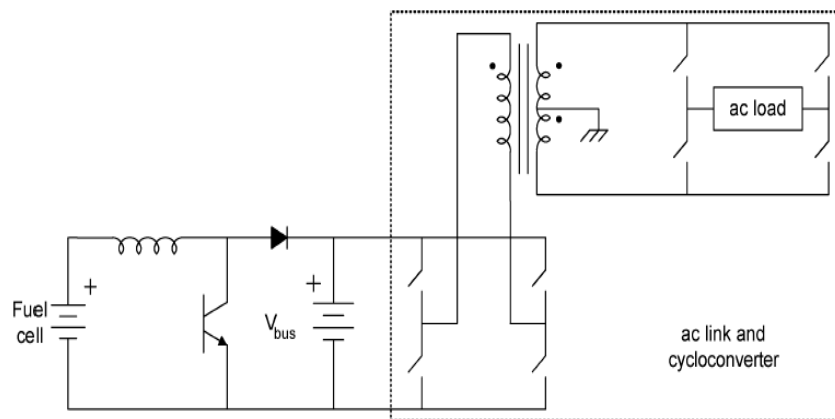 ac load
+
+
Fuel
cell
V_bus
ac link and
cycloconverter